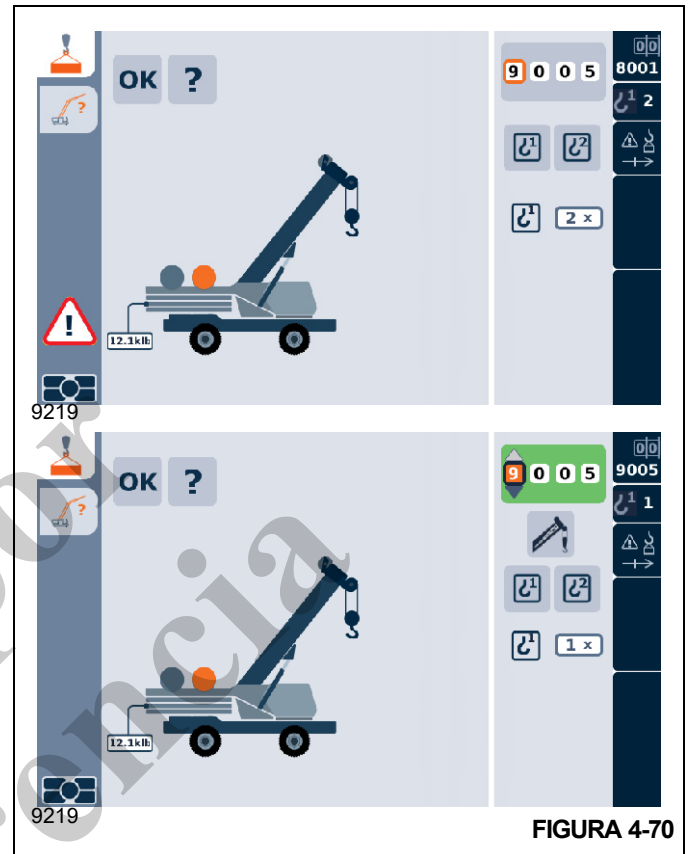 OK ? 9 0 0 5 8001
1 2
1 2
1 2 x
!
12.1klb
9219
OK ? 9 0 0 5 9005
? 1 1
1 2
1 1 x
12.1klb
9219
FIGURA 4-70